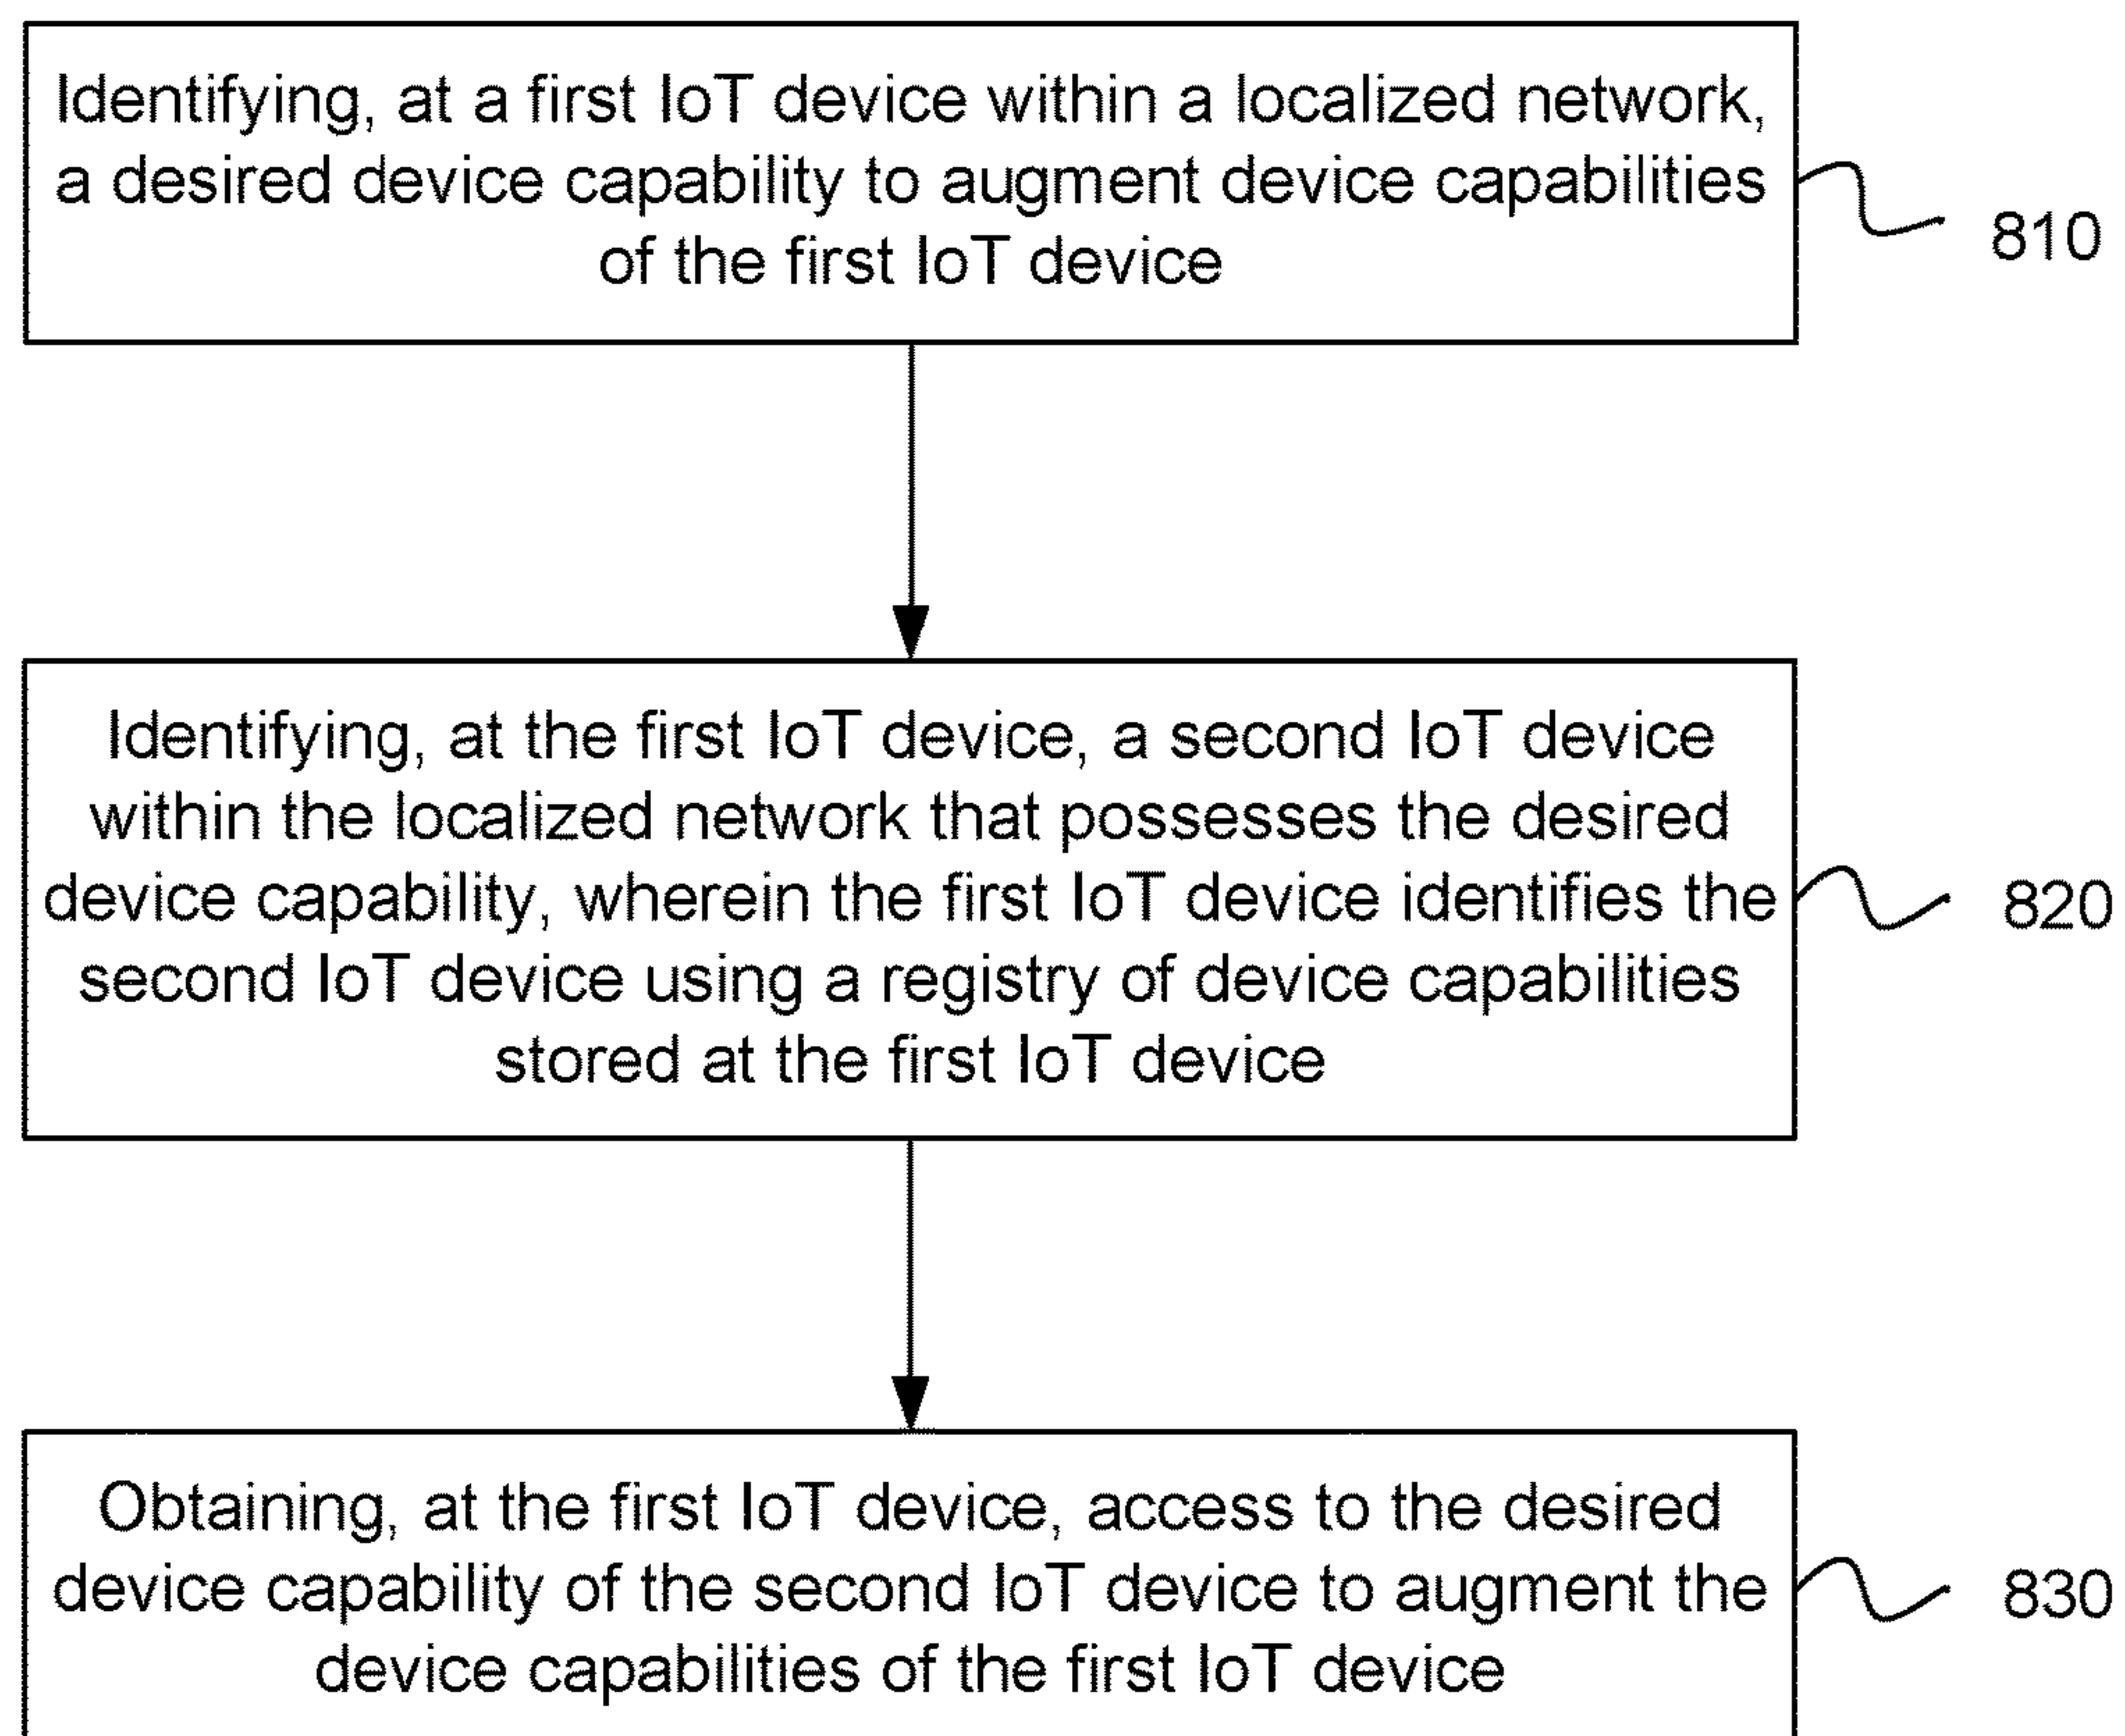 Identifying, at a first IoT device within a localized network,
a desired device capability to augment device capabilities
of the first IoT device
810
Identifying, at the first IoT device, a second IoT device
within the localized network that possesses the desired
device capability, wherein the first IoT device identifies the
second IoT device using a registry of device capabilities
stored at the first IoT device
820
Obtaining, at the first IoT device, access to the desired
device capability of the second IoT device to augment the
device capabilities of the first IoT device
830